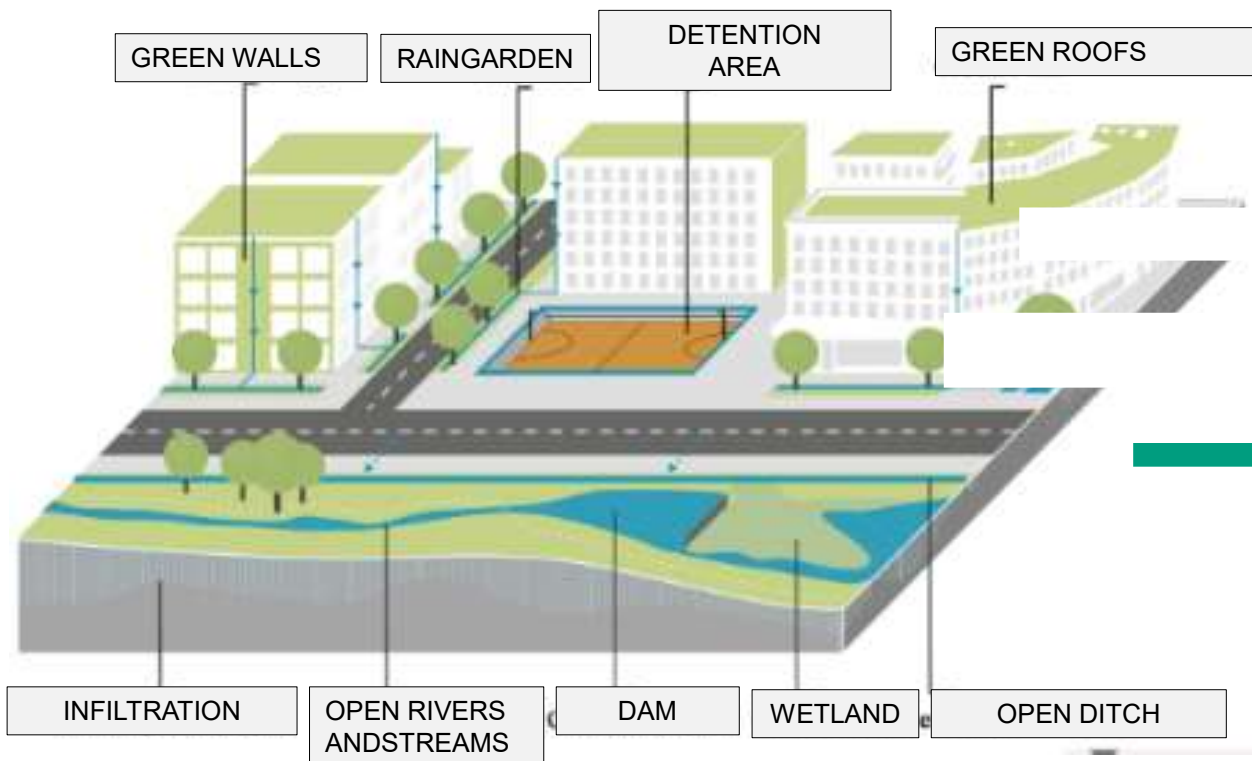 GREEN WALLS
RAINGARDEN
DETENTION
AREA
GREEN ROOFS
INFILTRATION
OPEN RIVERS
ANDSTREAMS
DAM
WETLAND
OPEN DITCH